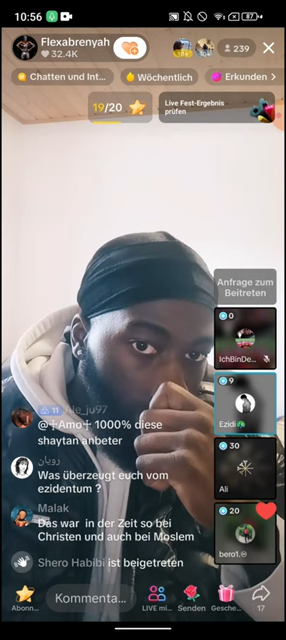 10:56
87
Flexabrenyah
32.4K
239
Chatten und Int...
Wöchentlich
Erkunden >
19/20
Live Fest-Ergebnis
prüfen
Anfrage zum
Beitreten
0
IchBinDe...
9
Ezidi
30
Ali
20
bero1.♾
11
_ju97
@☩Amo☩ 1000% diese
shaytan anbeter
رويان
Was überzeugt euch vom
ezidentum ?
Malak
Das war in der Zeit so bei
Christen und auch bei Moslem
Shero Habibi ist beigetreten
Abonn...
Kommenta...
LIVE mi...
Senden
Gesche...
17